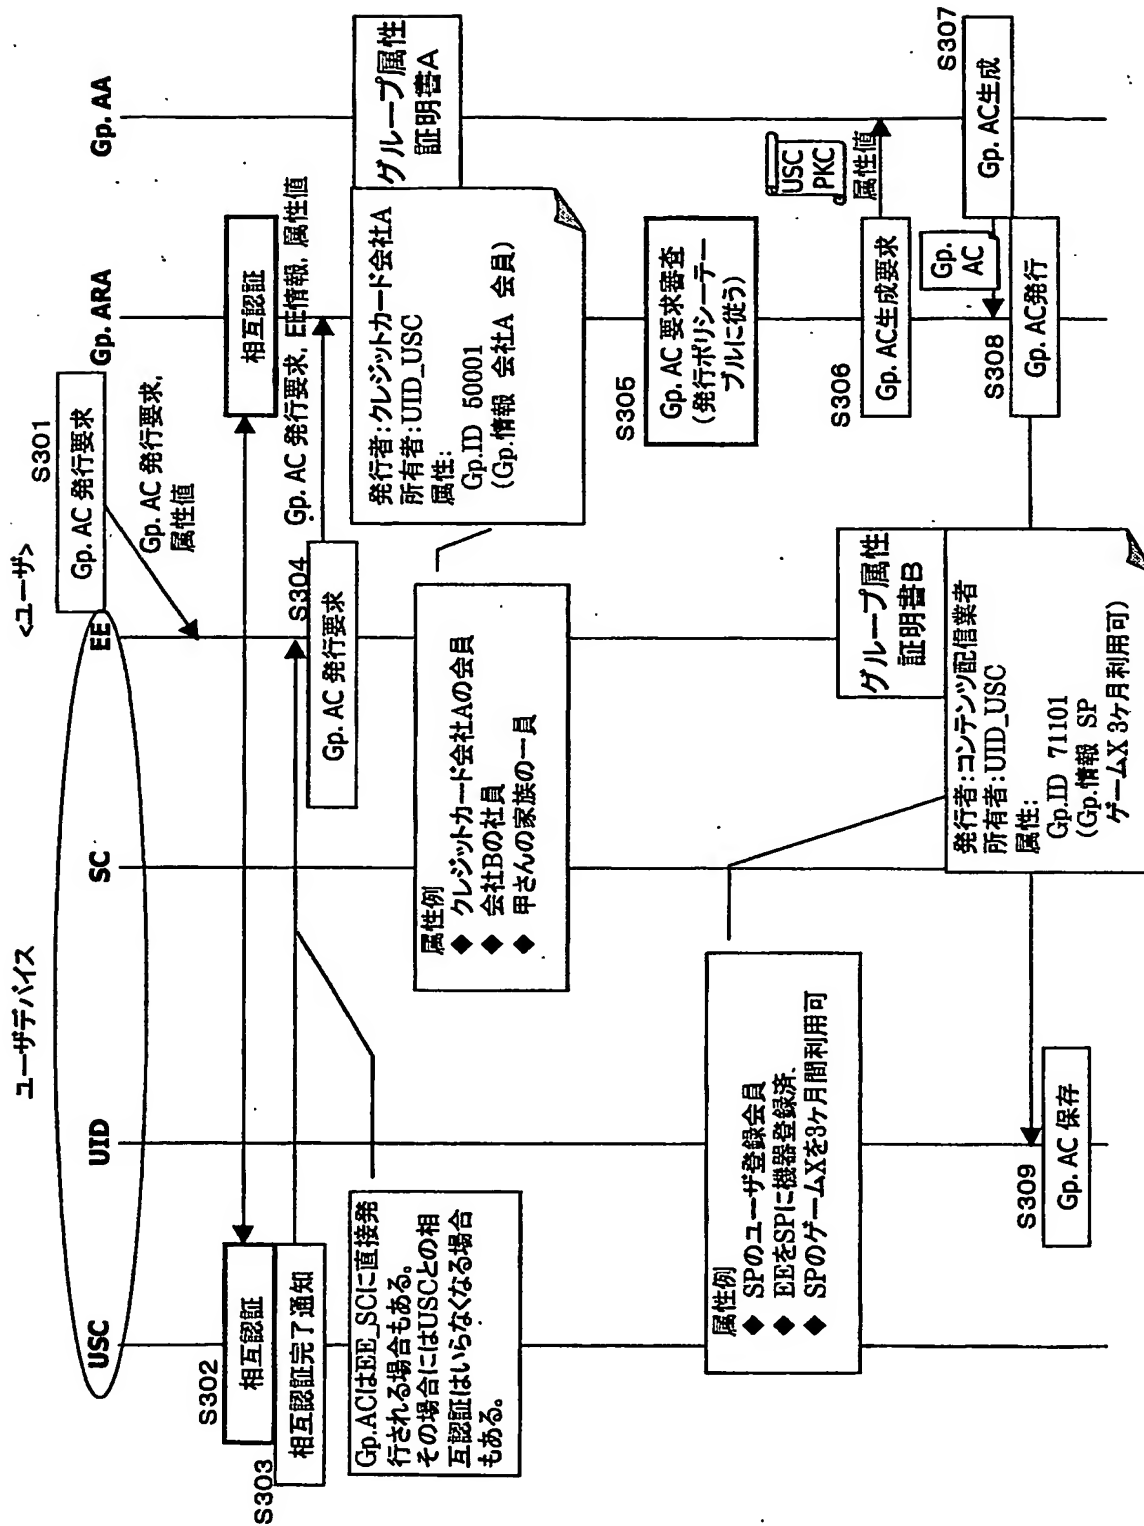 ユーザデバイス
<ユーザ>
USC
UID
SC
EE
Gp. ARA
Gp. AA
S301
Gp. AC 発行要求
Gp. AC 発行要求,
属性値
S302
相互認証
相互認証
S303
相互認証完了通知
S304
Gp. AC 発行要求
Gp. AC 発行要求, EE情報, 属性値
Gp.ACはEE_SCに直接発
行される場合もある。
その場合にはUSCとの相
互認証はいらなくなる場合
もある。
属性例
◆ クレジットカード会社Aの会員
◆ 会社Bの社員
◆ 甲さんの家族の一員
グループ属性
証明書A
発行者:クレジットカード会社A
所有者:UID_USC
属性:
Gp.ID 50001
(Gp.情報 会社A 会員)
S305
Gp. AC 要求審査
(発行ポリシーテー
ブルに従う)
属性例
◆ SPのユーザ登録会員
◆ EEをSPに機器登録済.
◆ SPのゲームXを3ヶ月間利用可
グループ属性
証明書B
発行者:コンテンツ配信業者
所有者:UID_USC
属性:
Gp.ID 71101
(Gp.情報 SP
ゲームX 3ヶ月利用可)
S306
Gp. AC生成要求
USC
PKC
属性値
S307
Gp. AC生成
Gp.
AC
S308
Gp. AC発行
S309
Gp. AC 保存